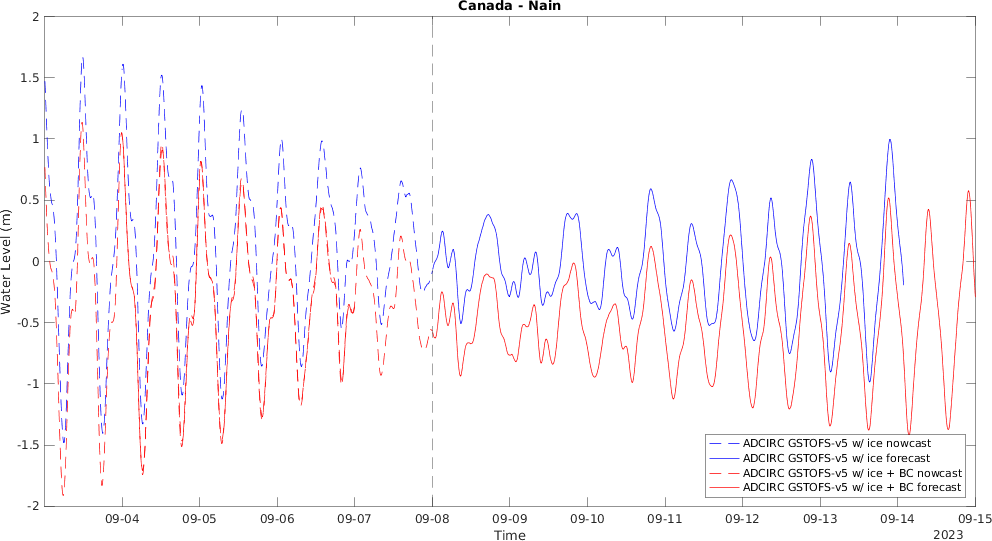 Canada - Nain
Water Level (m)
2
1.5
1
0.5
0
-0.5
-1
-1.5
-2
ADCIRC GSTOFS-v5 w/ ice nowcast
ADCIRC GSTOFS-v5 w/ ice forecast
ADCIRC GSTOFS-v5 w/ ice + BC nowcast
ADCIRC GSTOFS-v5 w/ ice + BC forecast
09-04 09-05 09-06 09-07 09-08 09-09 09-10 09-11 09-12 09-13 09-14 09-15
Time
2023